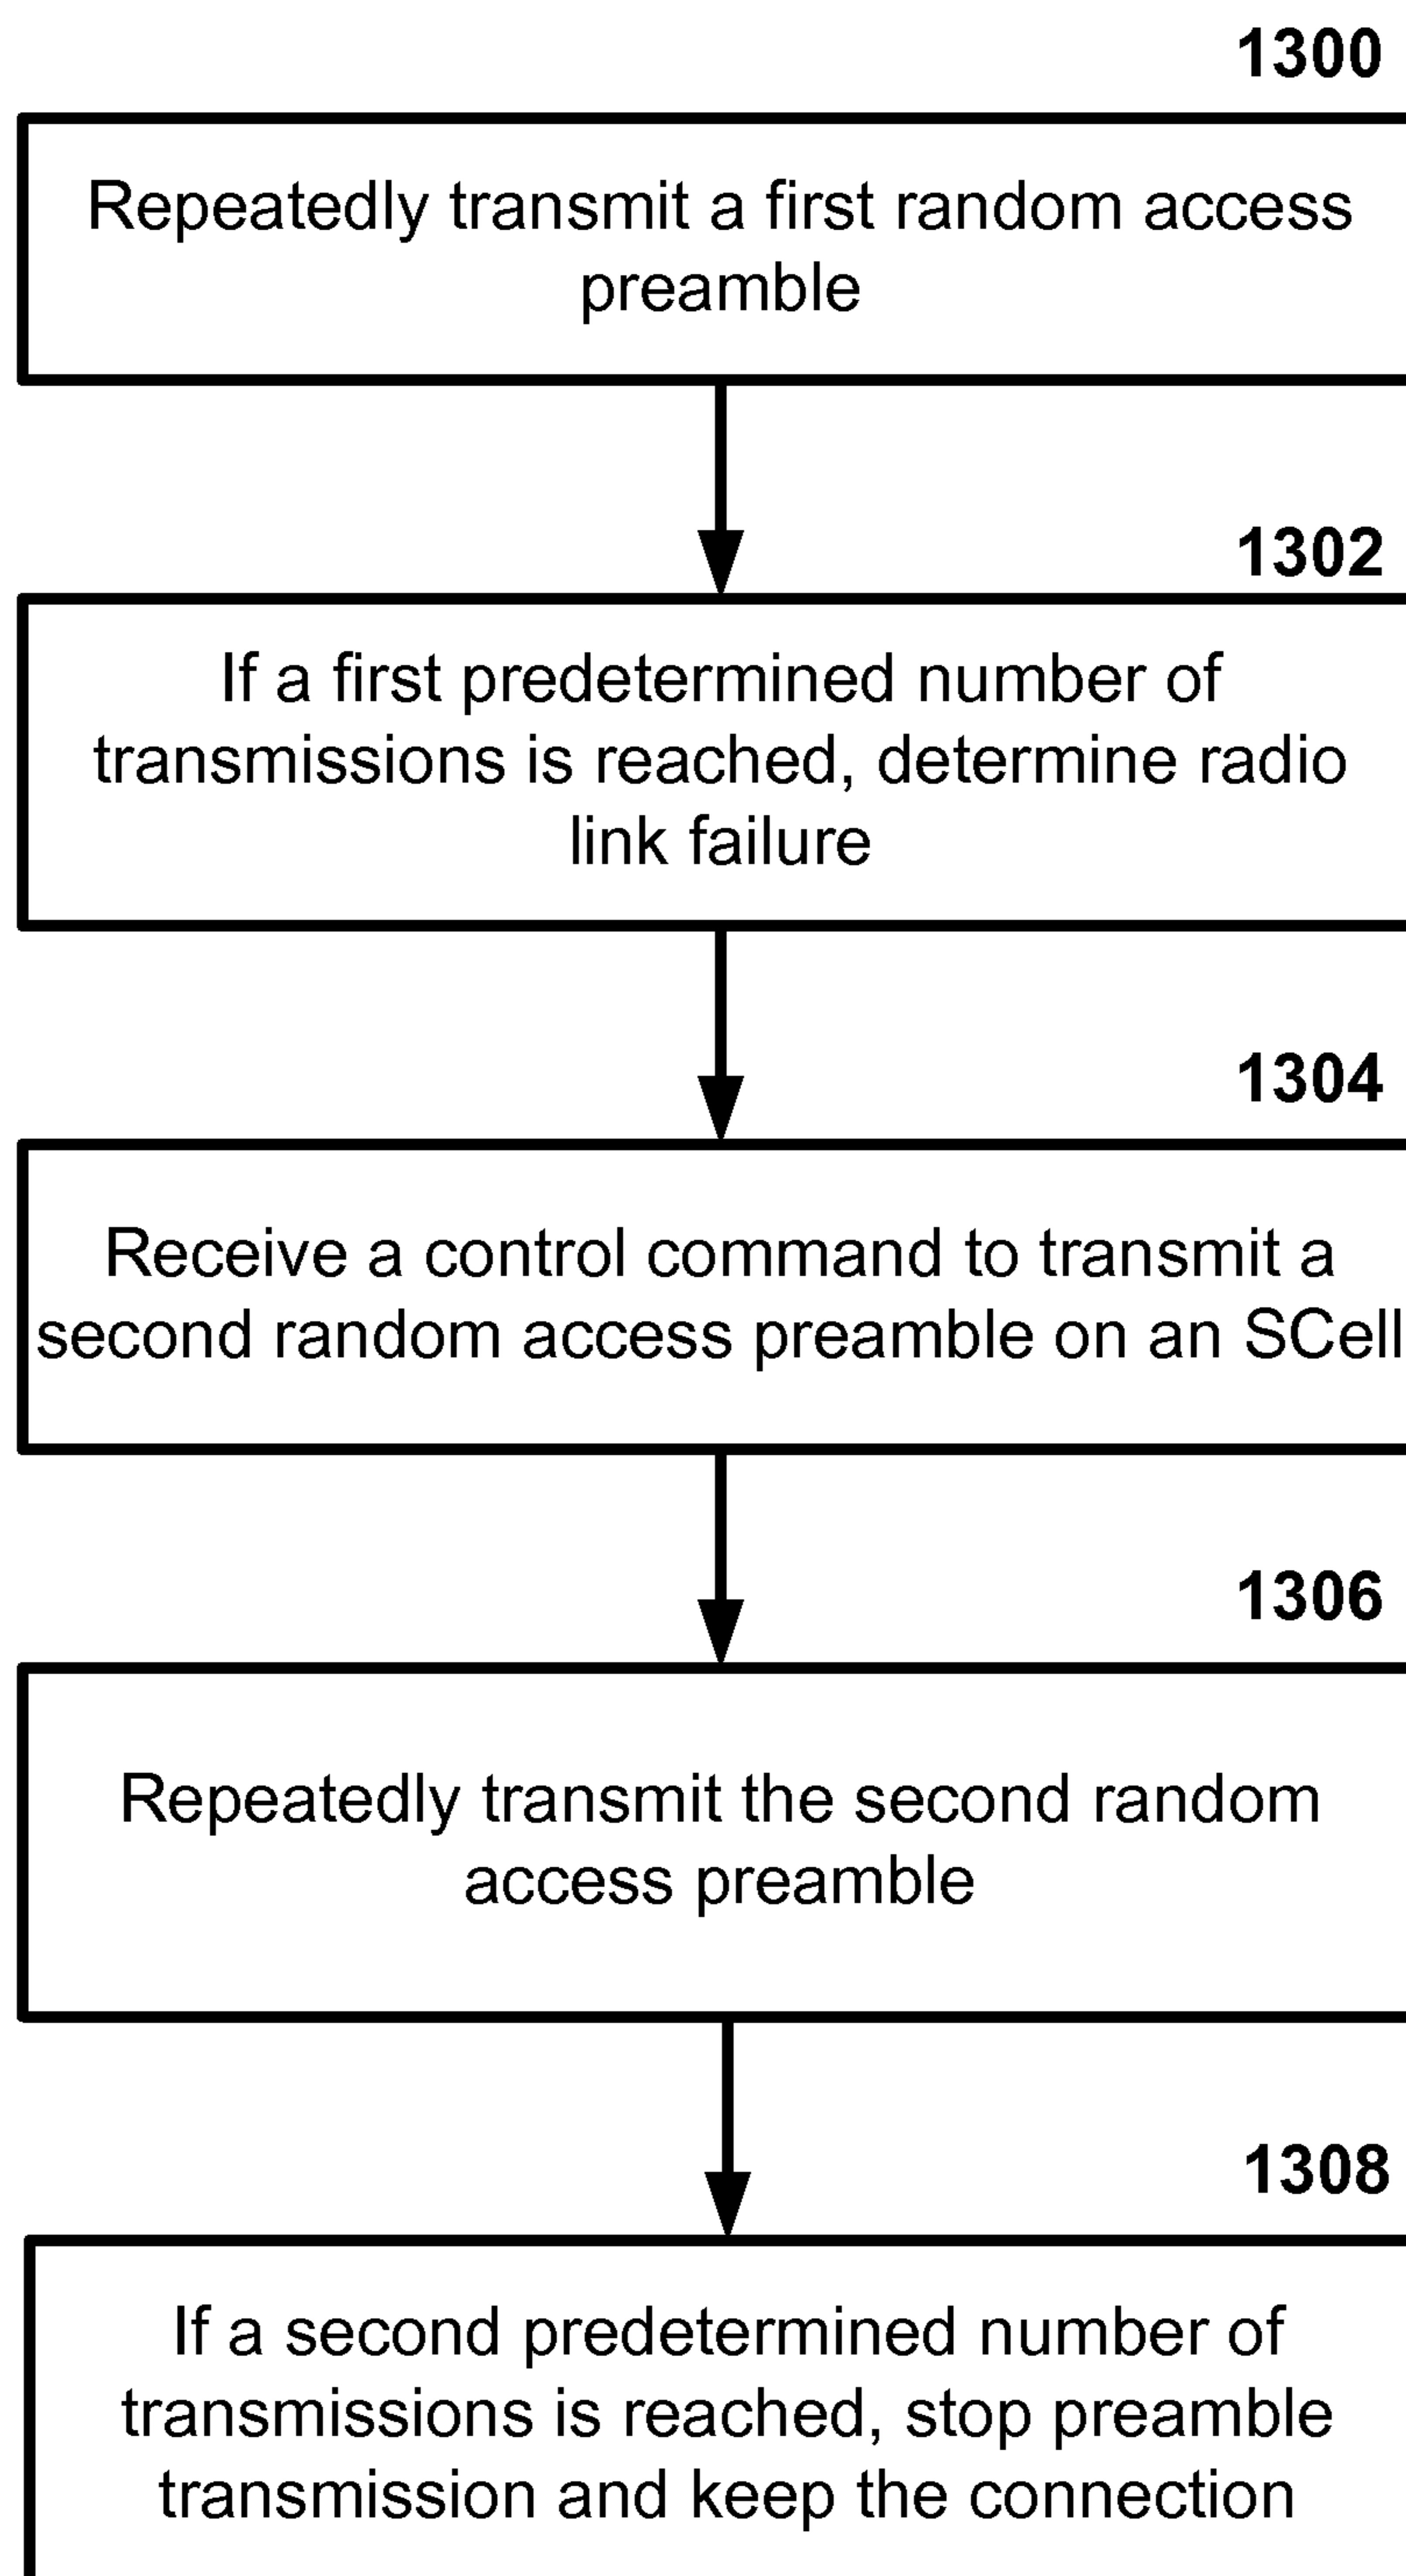 1300
Repeatedly transmit a first random access
preamble
1302
If a first predetermined number of
transmissions is reached, determine radio
link failure
1304
Receive a control command to transmit a
second random access preamble on an SCell
1306
Repeatedly transmit the second random
access preamble
1308
If a second predetermined number of
transmissions is reached, stop preamble
transmission and keep the connection